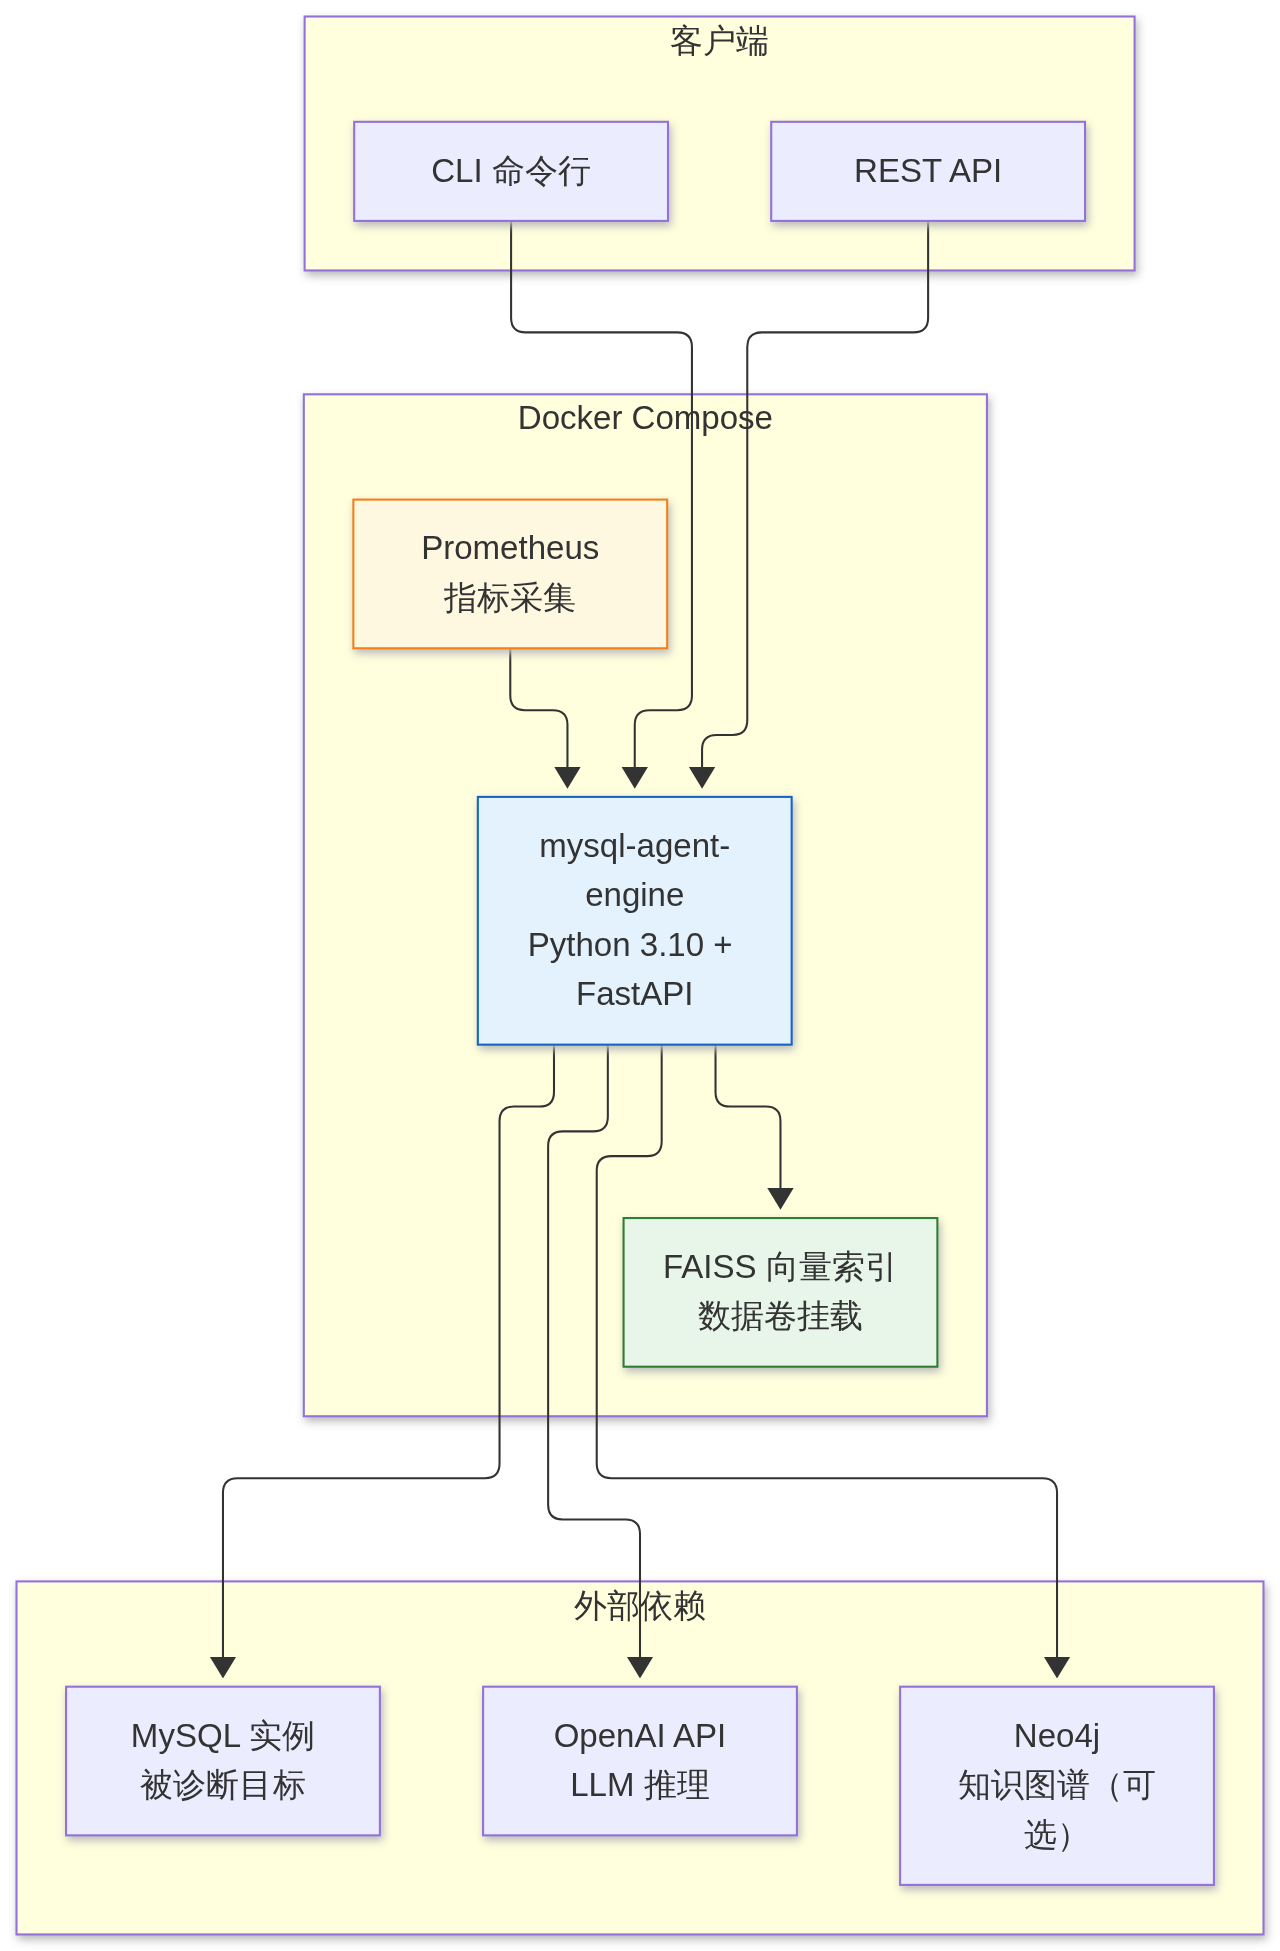 客户端
CLI 命令行
REST API
Docker Compose
Prometheus
指标采集
mysql-agent-
engine
Python 3.10 +
FastAPI
FAISS 向量索引
数据卷挂载
外部依赖
MySQL 实例
被诊断目标
OpenAI API
LLM 推理
Neo4j
知识图谱（可
选）